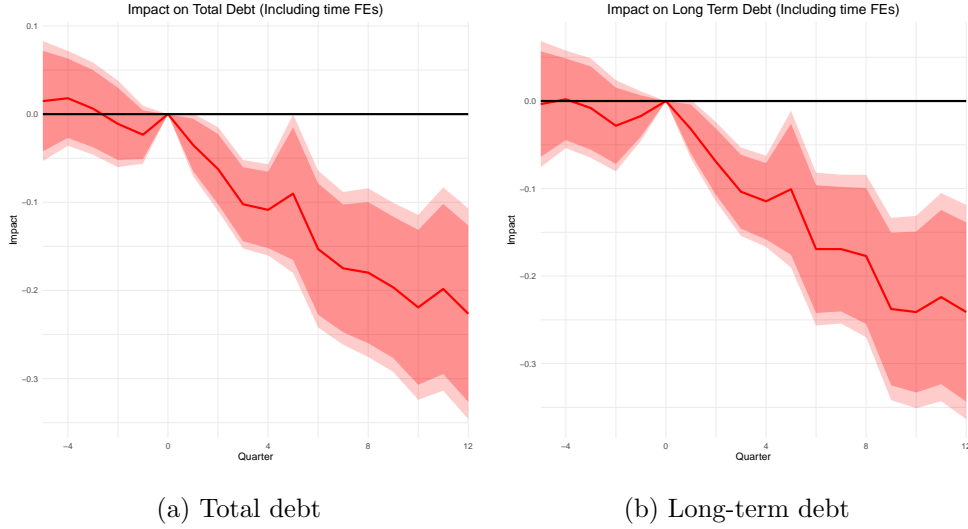 Impact on Total Debt (Including time FEs)
0.1
0.0
−0.1
−0.2
−0.3
Impact
−4
0
4
8
12
Quarter
(a) Total debt
Impact on Long Term Debt (Including time FEs)
0.0
−0.1
−0.2
−0.3
Impact
−4
0
4
8
12
Quarter
(b) Long-term debt